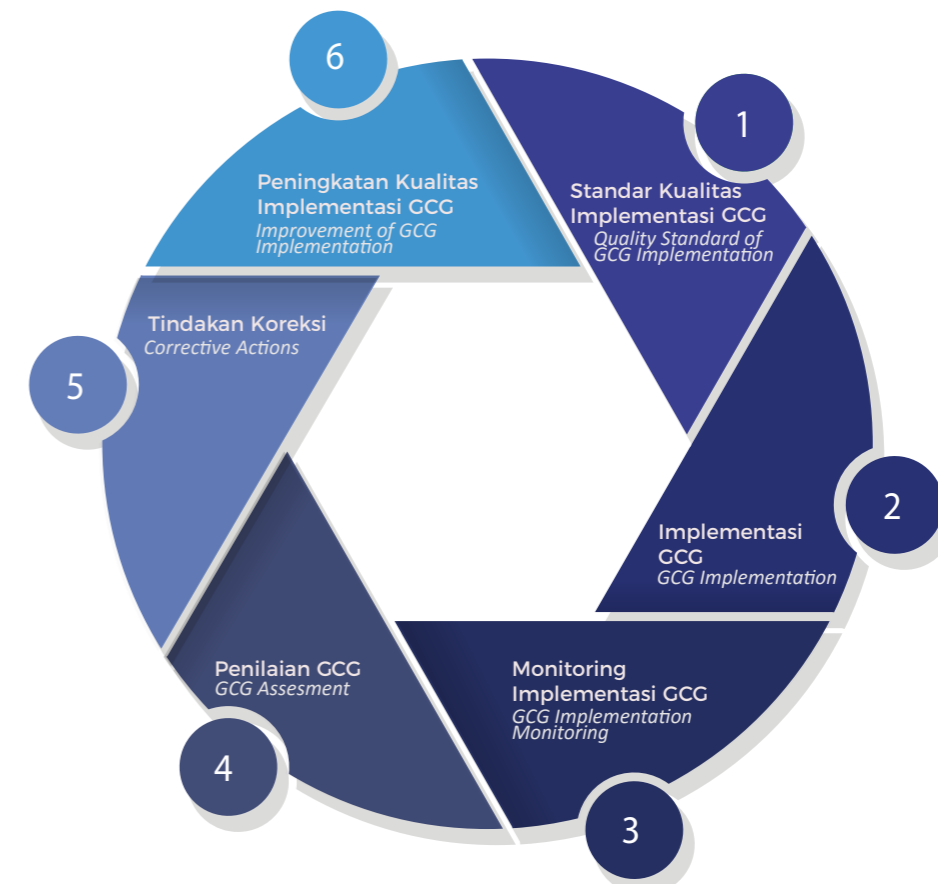 1
Standar Kualitas
Implementasi GCG
Quality Standard of
GCG Implementation
2
Implementasi
GCG
GCG Implementation
3
Monitoring
Implementasi GCG
GCG Implementation
Monitoring
4
Penilaian GCG
GCG Assesment
5
Tindakan Koreksi
Corrective Actions
6
Peningkatan Kualitas
Implementasi GCG
Improvement of GCG
Implementation